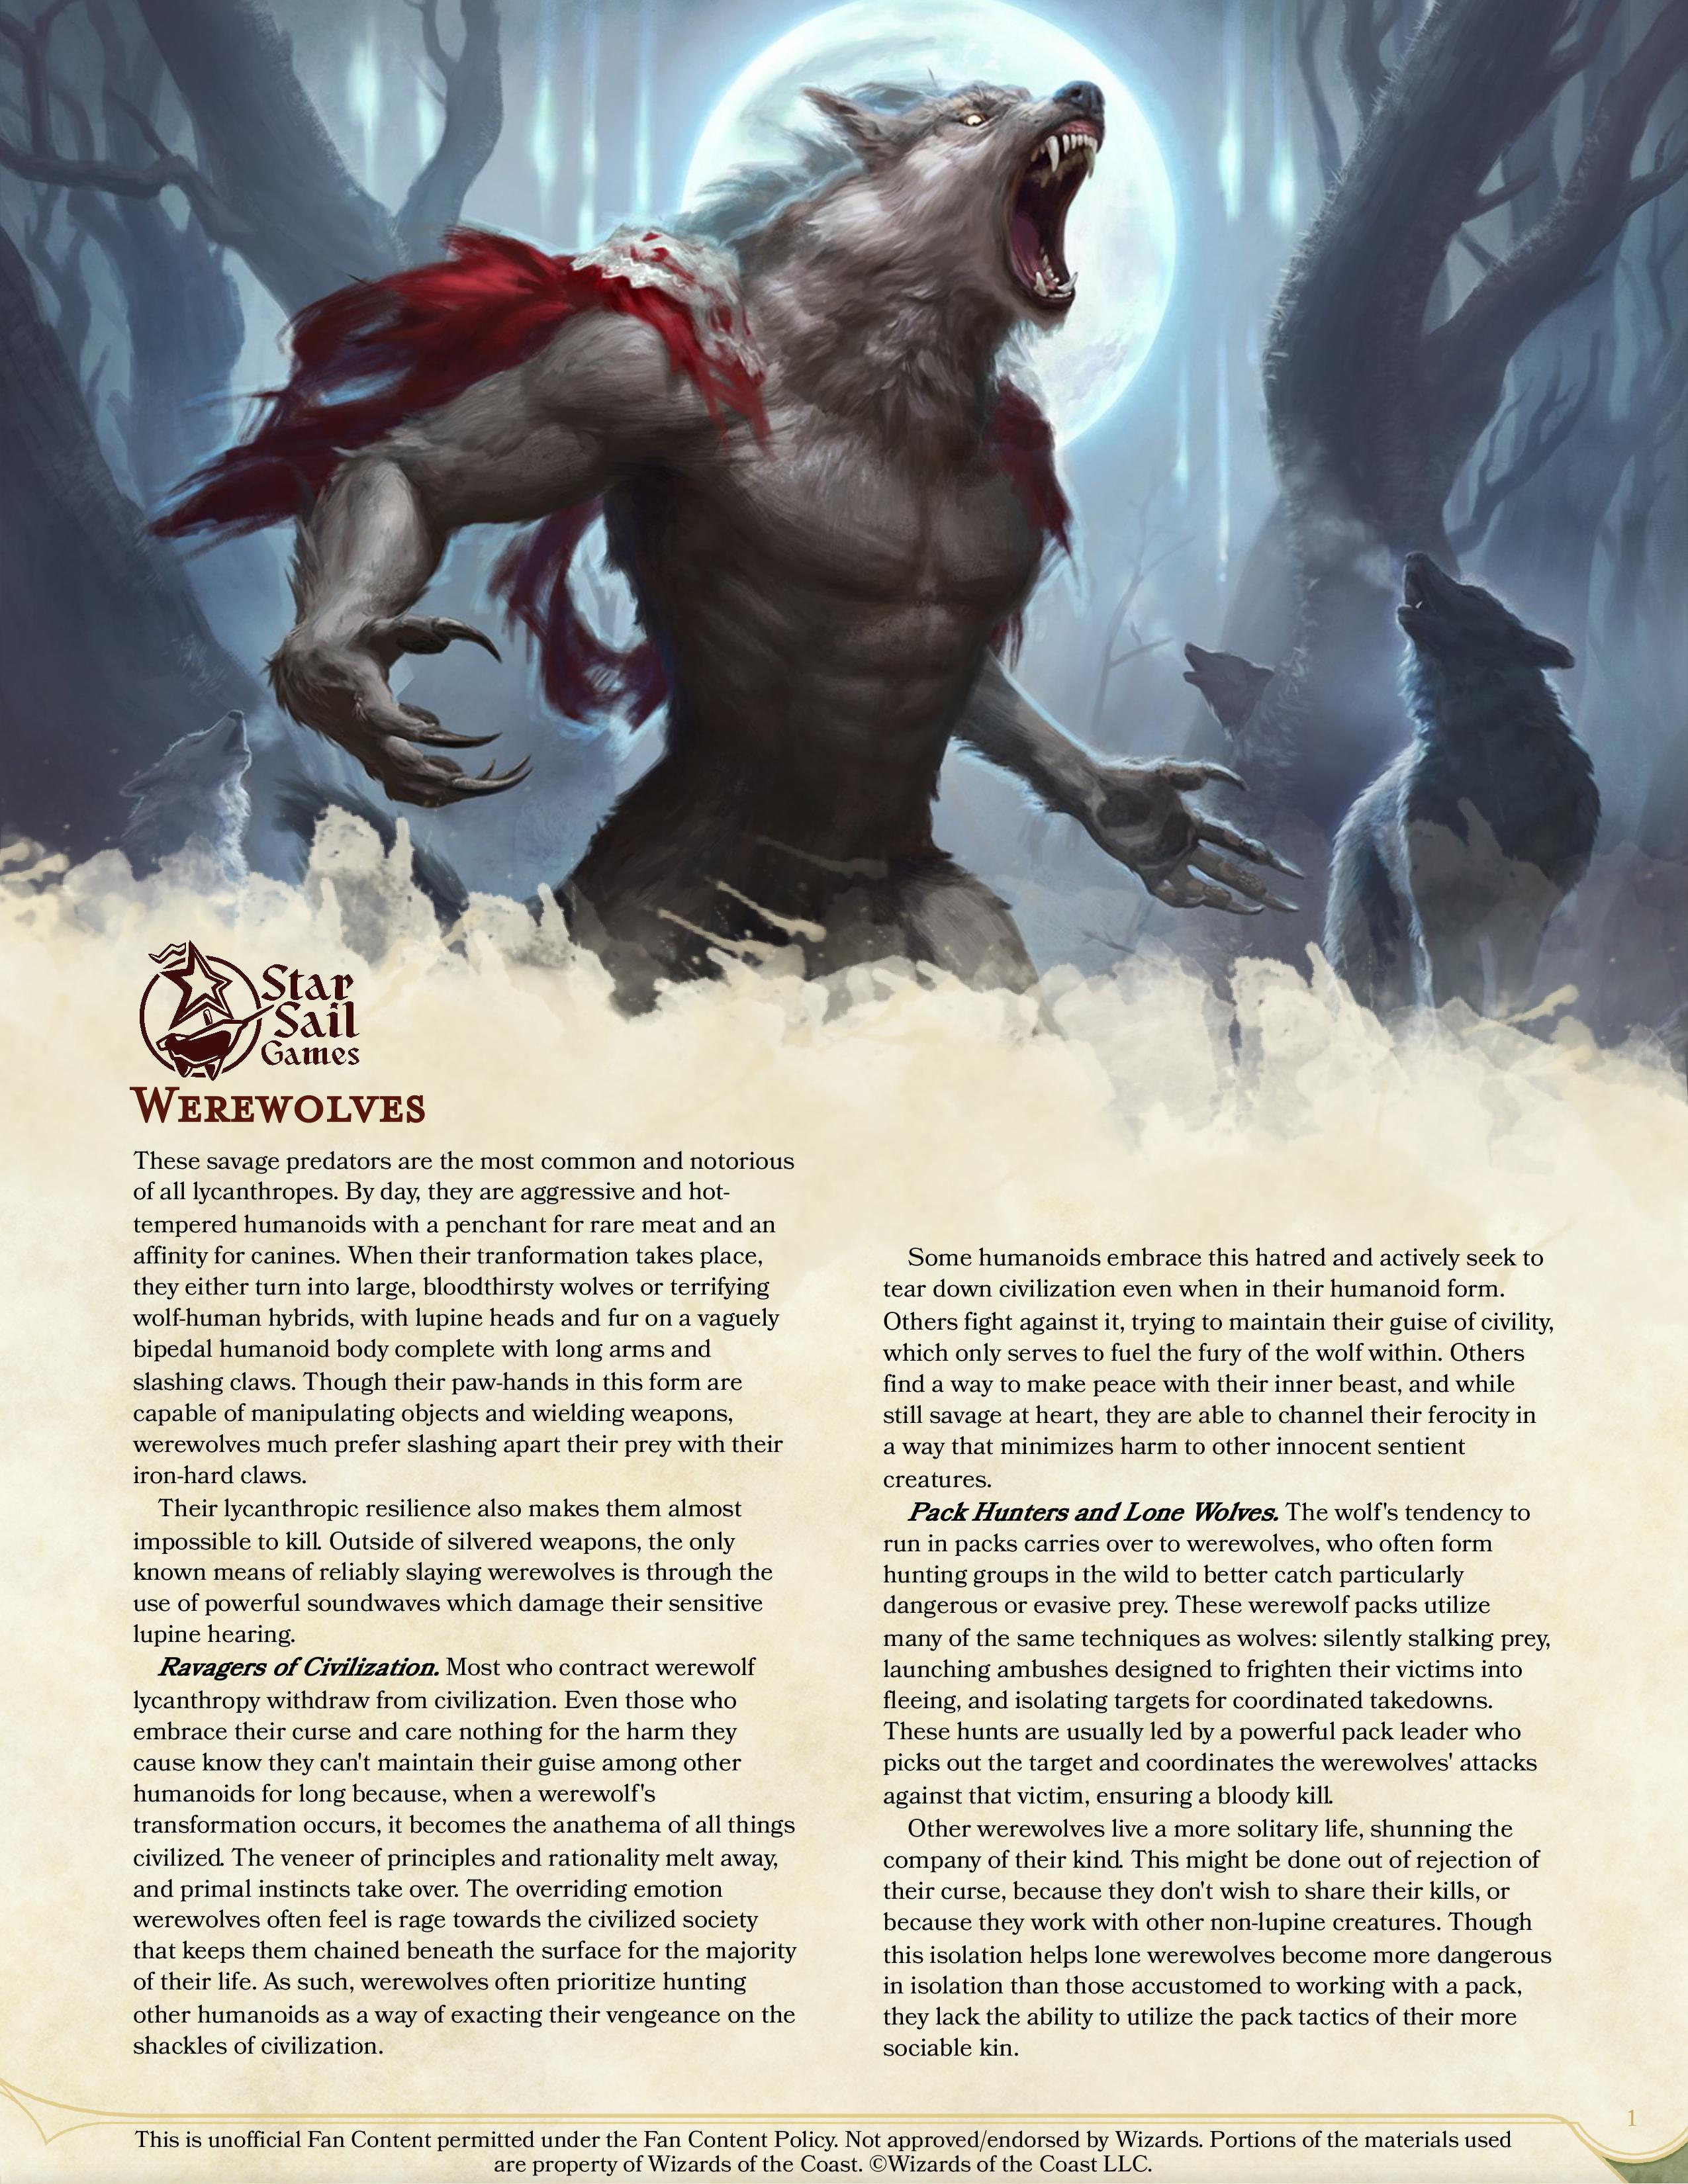 Star
Sail
Games
Werewolves
These savage predators are the most common and notorious
of all lycanthropes. By day, they are aggressive and hot-
tempered humanoids with a penchant for rare meat and an
affinity for canines. When their tranformation takes place,
they either turn into large, bloodthirsty wolves or terrifying
wolf-human hybrids, with lupine heads and fur on a vaguely
bipedal humanoid body complete with long arms and
slashing claws. Though their paw-hands in this form are
capable of manipulating objects and wielding weapons,
werewolves much prefer slashing apart their prey with their
iron-hard claws.
Their lycanthropic resilience also makes them almost
impossible to kill. Outside of silvered weapons, the only
known means of reliably slaying werewolves is through the
use of powerful soundwaves which damage their sensitive
lupine hearing.
Ravagers of Civilization. Most who contract werewolf
lycanthropy withdraw from civilization. Even those who
embrace their curse and care nothing for the harm they
cause know they can't maintain their guise among other
humanoids for long because, when a werewolf's
transformation occurs, it becomes the anathema of all things
civilized. The veneer of principles and rationality melt away,
and primal instincts take over. The overriding emotion
werewolves often feel is rage towards the civilized society
that keeps them chained beneath the surface for the majority
of their life. As such, werewolves often prioritize hunting
other humanoids as a way of exacting their vengeance on the
shackles of civilization.
Some humanoids embrace this hatred and actively seek to
tear down civilization even when in their humanoid form.
Others fight against it, trying to maintain their guise of civility,
which only serves to fuel the fury of the wolf within. Others
find a way to make peace with their inner beast, and while
still savage at heart, they are able to channel their ferocity in
a way that minimizes harm to other innocent sentient
creatures.
Pack Hunters and Lone Wolves. The wolf's tendency to
run in packs carries over to werewolves, who often form
hunting groups in the wild to better catch particularly
dangerous or evasive prey. These werewolf packs utilize
many of the same techniques as wolves: silently stalking prey,
launching ambushes designed to frighten their victims into
fleeing, and isolating targets for coordinated takedowns.
These hunts are usually led by a powerful pack leader who
picks out the target and coordinates the werewolves' attacks
against that victim, ensuring a bloody kill.
Other werewolves live a more solitary life, shunning the
company of their kind. This might be done out of rejection of
their curse, because they don't wish to share their kills, or
because they work with other non-lupine creatures. Though
this isolation helps lone werewolves become more dangerous
in isolation than those accustomed to working with a pack,
they lack the ability to utilize the pack tactics of their more
sociable kin.
1
This is unofficial Fan Content permitted under the Fan Content Policy. Not approved/endorsed by Wizards. Portions of the materials used
are property of Wizards of the Coast. ©Wizards of the Coast LLC.